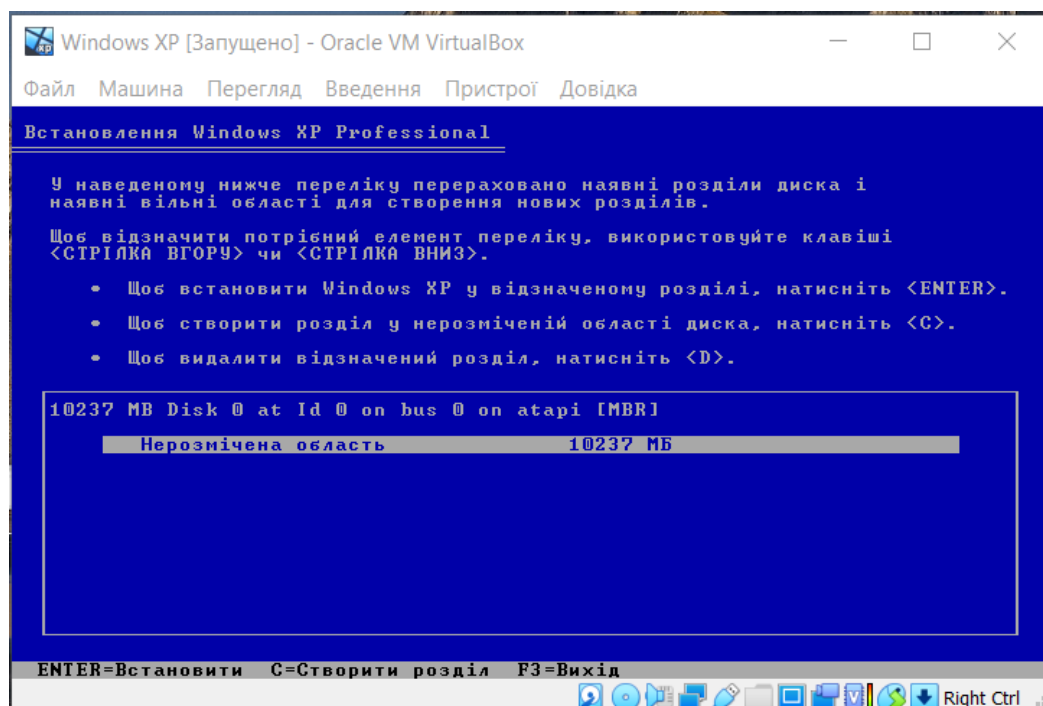 Windows XP [Запущено] - Oracle VM VirtualBox
Файл Машина Перегляд Введення Пристрої Довідка
Встановлення Windows XP Professional
У наведеному нижче переліку перераховано наявні розділи диска і
наявні вільні області для створення нових розділів.
Щоб відзначити потрібний елемент переліку, використовуйте клавіші
<СТРІЛКА ВГОРУ> чи <СТРІЛКА ВНИЗ>.
• Щоб встановити Windows XP у відзначеному розділі, натисніть <ENTER>.
• Щоб створити розділ у нерозміченій області диска, натисніть <C>.
• Щоб видалити відзначений розділ, натисніть <D>.
10237 MB Disk 0 at Id 0 on bus 0 on atapi [MBR]
Нерозмічена область 10237 МБ
ENTER=Встановити C=Створити розділ F3=Вихід
Right Ctrl